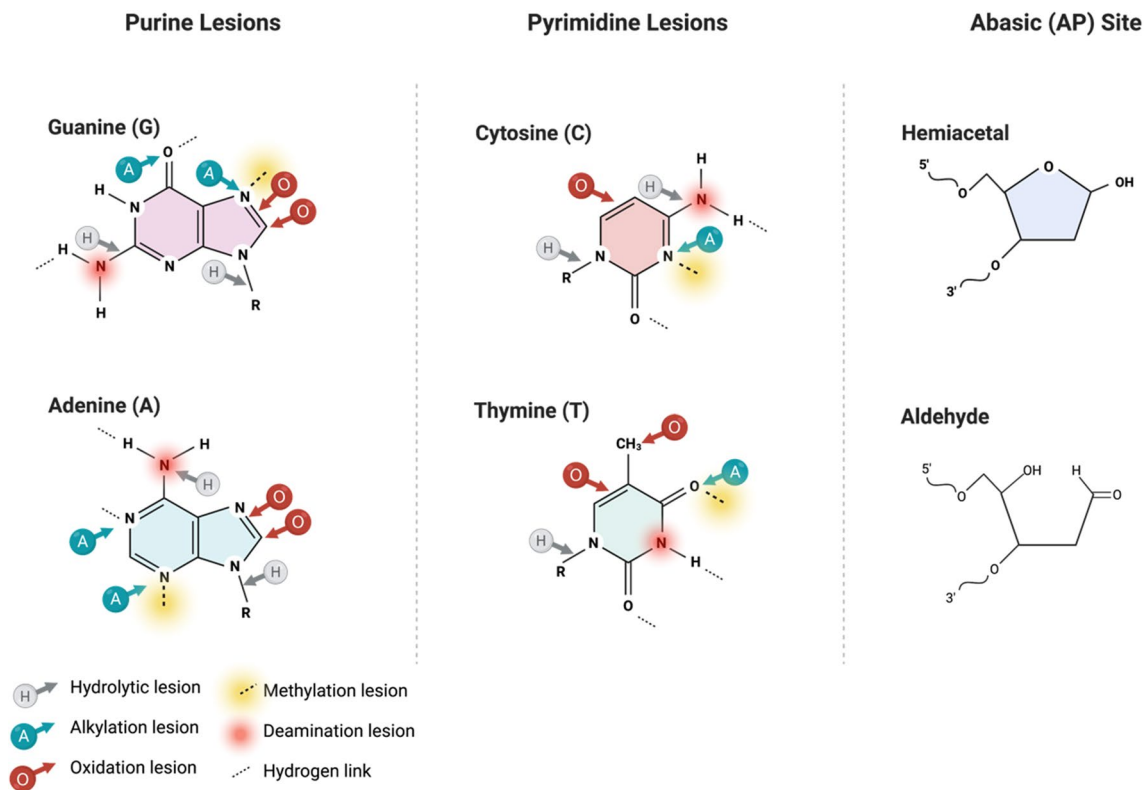 Purine Lesions
Pyrimidine Lesions
Abasic (AP) Site
Guanine (G)
O
A
A
O
N
O
H
N
H
H
N
N
N
H
R
H
Cytosine (C)
H
O
H
N
H
H
N
N
A
R
O
Hemiacetal
5'
O
O
OH
O
3'
Adenine (A)
H
H
N
H
O
N
N
O
A
N
H
N
A
R
Thymine (T)
O
CH₃
O
A
O
H
N
N
H
R
O
Aldehyde
5'
OH
H
O
O
O
3'
H Hydrolytic lesion
Methylation lesion
A Alkylation lesion
Deamination lesion
O Oxidation lesion
Hydrogen link